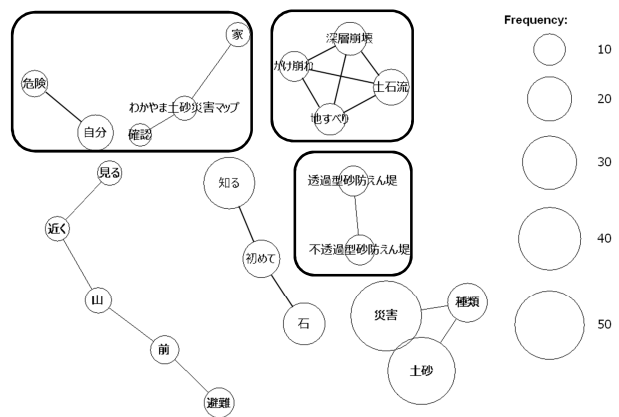 家
危険
わかやま土砂災害マップ
自分
確認
深層崩壊
がけ崩れ
土石流
地すべり
Frequency:
10
20
30
40
50
見る
近く
山
前
避難
知る
初めて
石
透過型砂防えん堤
不透過型砂防えん堤
災害
種類
土砂